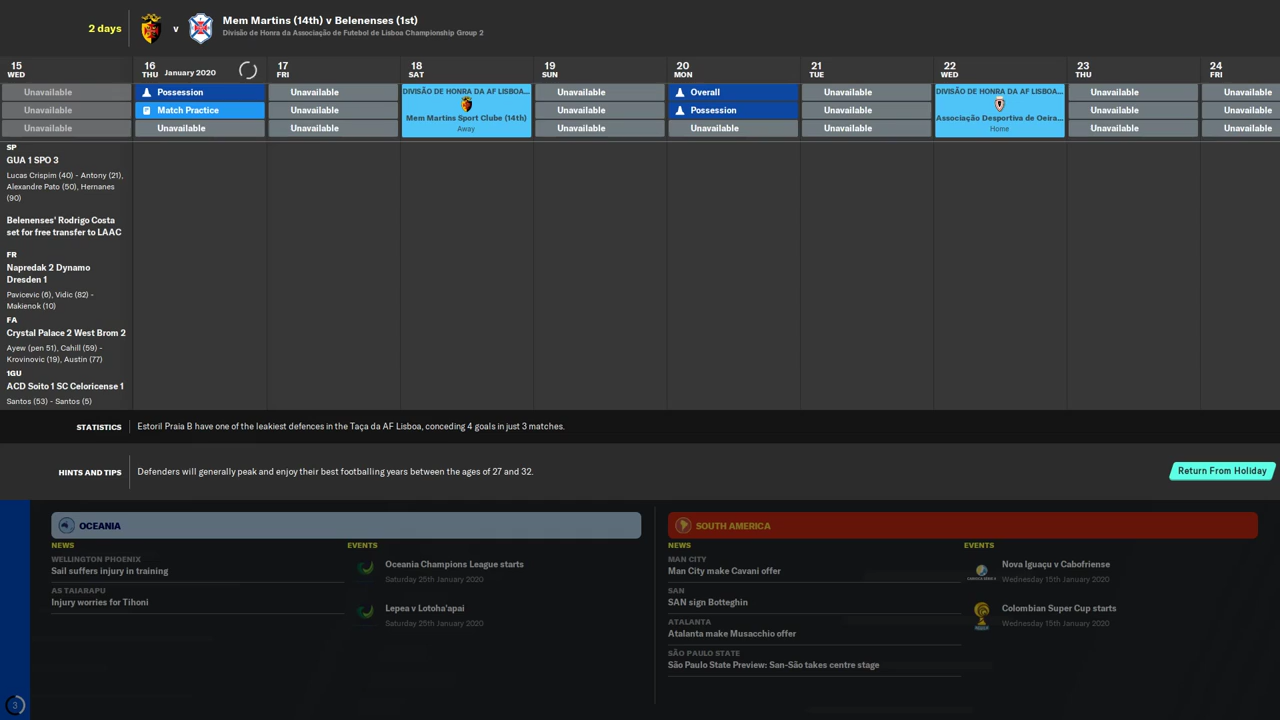 2 days
v
Mem Martins (14th) v Belenenses (1st)
Divisão de Honra da Associação de Futebol de Lisboa Championship Group 2
15
WED
16
THU January 2020
17
FRI
18
SAT
19
SUN
20
MON
21
TUE
22
WED
23
THU
24
FRI
Unavailable
Unavailable
Unavailable
Possession
Match Practice
Unavailable
Unavailable
Unavailable
Unavailable
DIVISÃO DE HONRA DA AF LISBOA...
Mem Martins Sport Clube (14th)
Away
Unavailable
Unavailable
Unavailable
Overall
Possession
Unavailable
Unavailable
Unavailable
Unavailable
DIVISÃO DE HONRA DA AF LISBOA...
Associação Desportiva de Oeira...
Home
Unavailable
Unavailable
Unavailable
Unavailable
Unavailable
Unavailable
SP
GUA 1 SPO 3
Lucas Crispim (40) - Antony (21),
Alexandre Pato (50), Hernanes
(90)
Belenenses' Rodrigo Costa
set for free transfer to LAAC
FR
Napredak 2 Dynamo
Dresden 1
Pavicevic (6), Vidic (82) -
Makienok (10)
FA
Crystal Palace 2 West Brom 2
Ayew (pen 51), Cahill (59) -
Krovinovic (19), Austin (77)
1GU
ACD Soito 1 SC Celoricense 1
Santos (53) - Santos (5)
STATISTICS
Estoril Praia B have one of the leakiest defences in the Taça da AF Lisboa, conceding 4 goals in just 3 matches.
HINTS AND TIPS
Defenders will generally peak and enjoy their best footballing years between the ages of 27 and 32.
Return From Holiday
OCEANIA
NEWS
WELLINGTON PHOENIX
Sail suffers injury in training
AS TAIARAPU
Injury worries for Tihoni
EVENTS
Oceania Champions League starts
Saturday 25th January 2020
Lepea v Lotoha'apai
Saturday 25th January 2020
SOUTH AMERICA
NEWS
MAN CITY
Man City make Cavani offer
SAN
SAN sign Botteghin
ATALANTA
Atalanta make Musacchio offer
SÃO PAULO STATE
São Paulo State Preview: San-São takes centre stage
EVENTS
Nova Iguaçu v Cabofriense
Wednesday 15th January 2020
Colombian Super Cup starts
Wednesday 15th January 2020
3